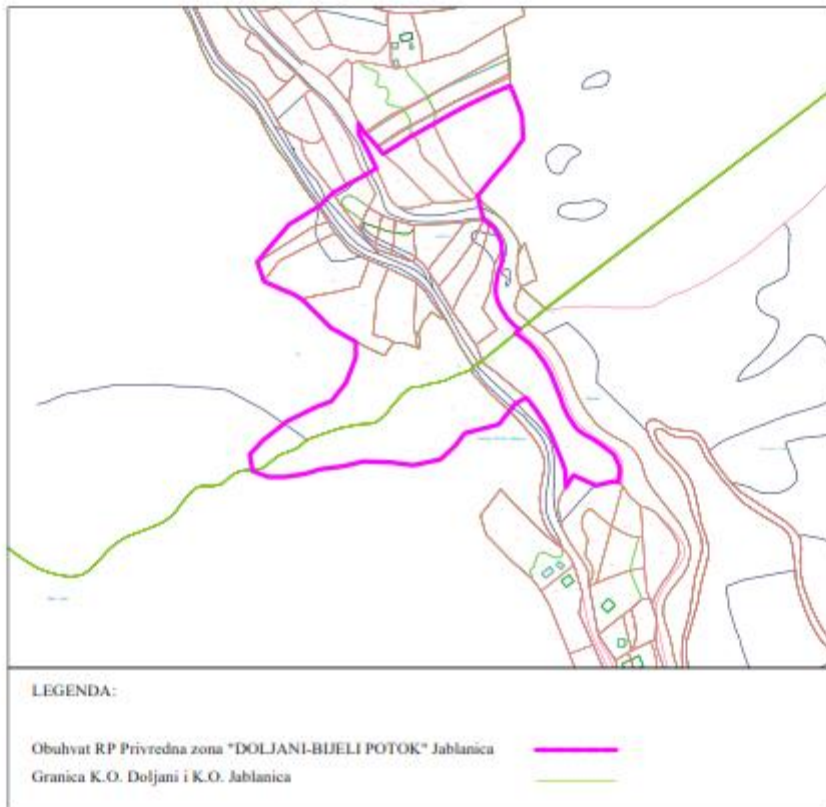 LEGENDA:
Obuhvat RP Privredna zona "DOLJANI-BIJELI POTOK" Jablanica
Granica K.O. Doljani i K.O. Jablanica